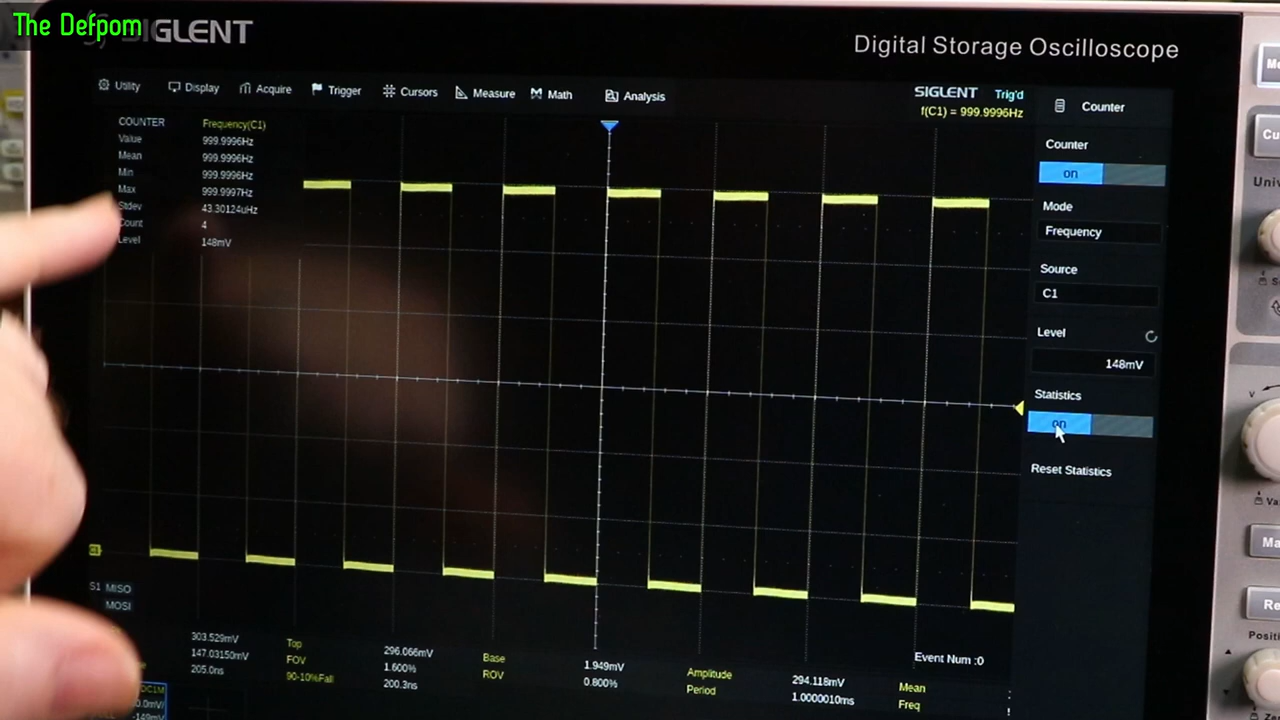 The Defpom
SIGLENT
Digital Storage Oscilloscope
Utility Display Acquire Trigger Cursors Measure Math Analysis
SIGLENT Trig'd
f(C1) = 999.9996Hz
Counter
COUNTER Frequency(C1)
Value 999.9996Hz
Mean 999.9996Hz
Min 999.9996Hz
Max 999.9997Hz
Stdev 43.30124uHz
Count 4
Level 148mV
Counter
on
Mode
Frequency
Source
C1
Level
148mV
Statistics
on
Reset Statistics
S1 MISO
MOSI
Event Num :0
303.529mV Top 296.066mV Base 1.949mV Amplitude 294.118mV Mean
147.03150mV FOV 1.600% ROV 0.800% Period 1.0000010ms Freq
205.0ns 90-10%Fall 200.3ns
DC1M